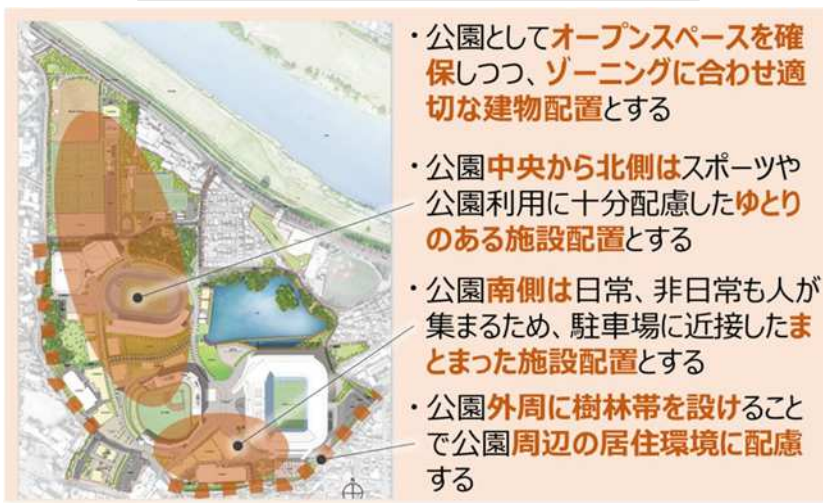 ・公園としてオープンスペースを確
保しつつ、ゾーニングに合わせ適
切な建物配置とする
・公園中央から北側はスポーツや
公園利用に十分配慮したゆとり
のある施設配置とする
・公園南側は日常、非日常も人が
集まるため、駐車場に近接したま
とまった施設配置とする
・公園外周に樹林帯を設けること
で公園周辺の居住環境に配慮
する